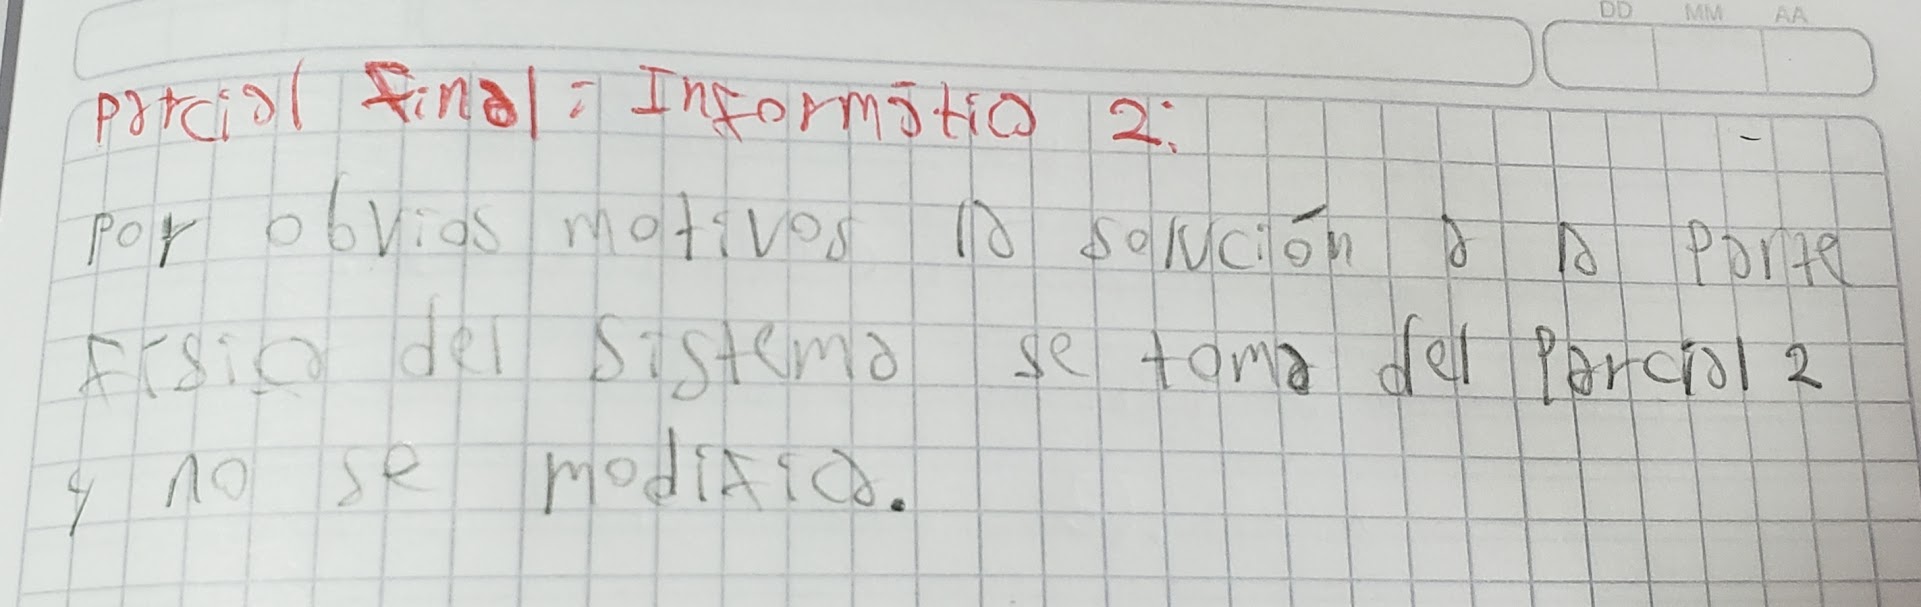 DD MM AA
parcial final: Informática 2:
por obvios motivos la solución a la parte
física del sistema se toma del parcial 2
y no se modifica.